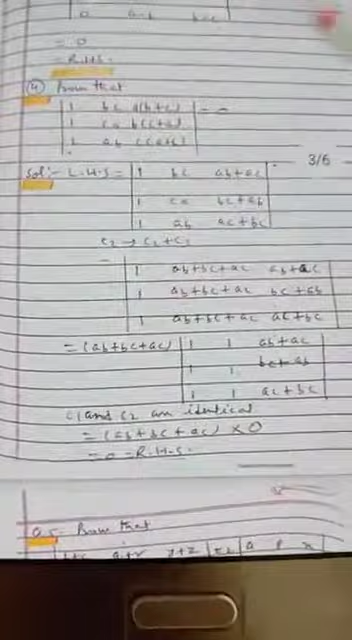 0 a-b b-c
= 0
= R.H.S.
(4) Prove that
| 1 bc a(b+c) | = 0
| 1 ca b(c+a) |
| 1 ab c(a+b) |
Sol:- L.H.S = | 1 bc ab+ac |
3/6
| 1 ca bc+ab |
| 1 ab ac+bc |
C2 → C2 + C3
= | 1 ab+bc+ac ab+ac |
| 1 ab+bc+ac bc+ab |
| 1 ab+bc+ac ac+bc |
= (ab+bc+ac) | 1 1 ab+ac |
| 1 1 bc+ab |
| 1 1 ac+bc |
C1 and C2 are identical
= (ab+bc+ac) x 0
= 0 = R.H.S.
Q.5 Prove that
y+z | = 2 | a p x |